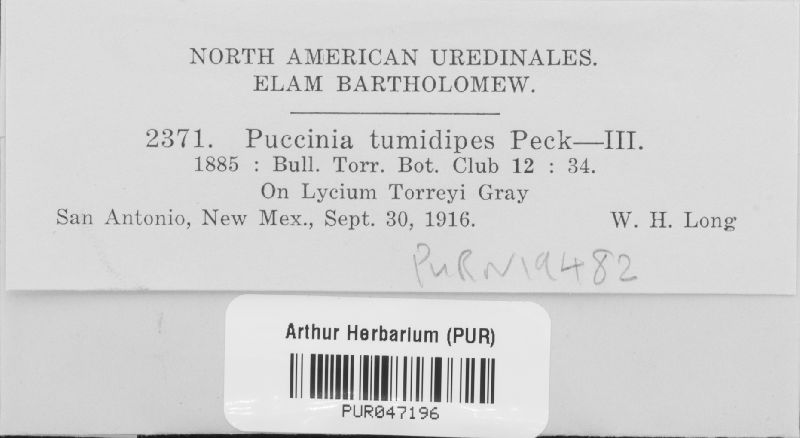 NORTH AMERICAN UREDINALES.
ELAM BARTHOLOMEW.
2371. Puccinia tumidipes Peck—III.
1885 : Bull. Torr. Bot. Club 12 : 34.
On Lycium Torreyi Gray
San Antonio, New Mex., Sept. 30, 1916. W. H. Long
PUR N19482
Arthur Herbarium (PUR)
PUR047196